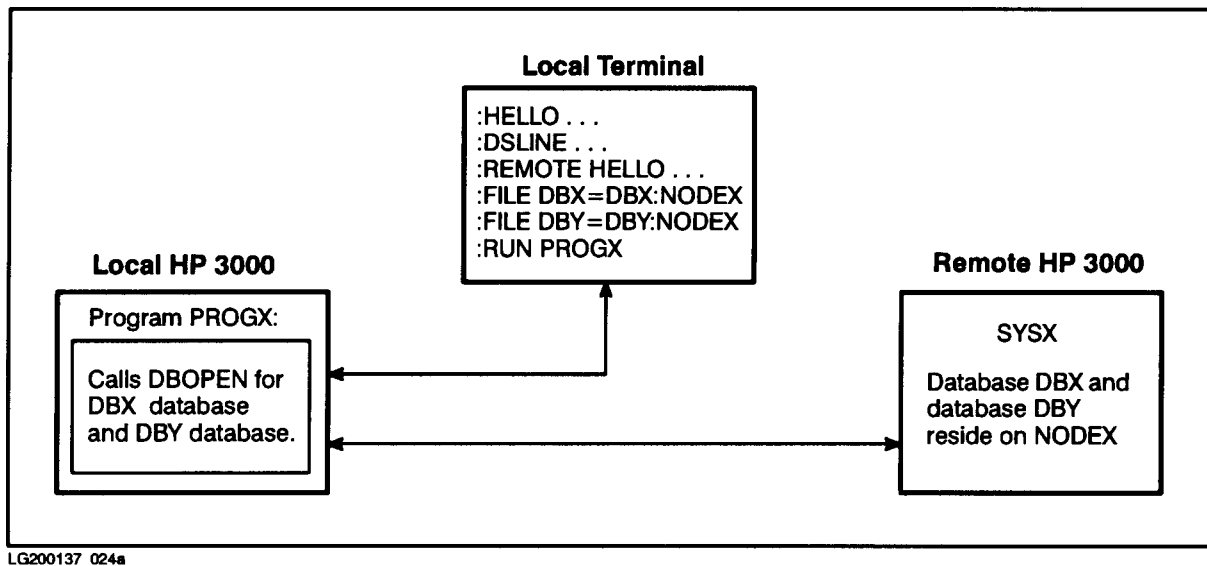 Local Terminal
:HELLO . . .
:DSLINE . . .
:REMOTE HELLO . . .
:FILE DBX=DBX:NODEX
:FILE DBY=DBY:NODEX
:RUN PROGX
Local HP 3000
Program PROGX:
Calls DBOPEN for
DBX database
and DBY database.
Remote HP 3000
SYSX
Database DBX and
database DBY
reside on NODEX
LG200137_024a